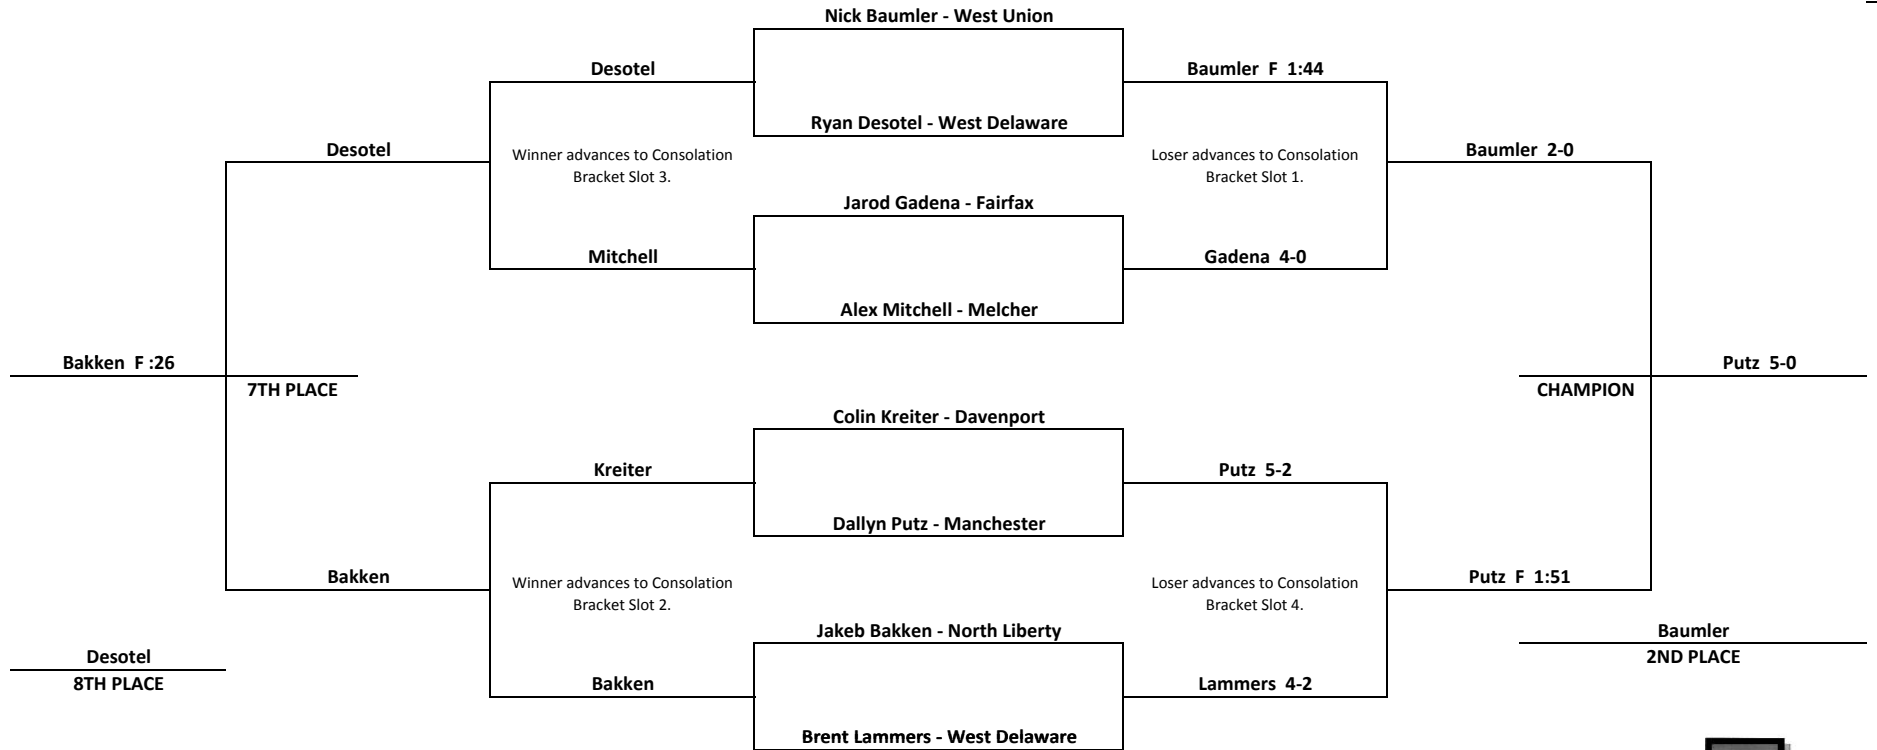 Nick Baumler - West Union
Desotel
Baumler F 1:44
Ryan Desotel - West Delaware
Desotel
Winner advances to Consolation
Bracket Slot 3.
Loser advances to Consolation
Bracket Slot 1.
Baumler 2-0
Jarod Gadena - Fairfax
Mitchell
Gadena 4-0
Alex Mitchell - Melcher
Bakken F :26
7TH PLACE
Putz 5-0
CHAMPION
Colin Kreiter - Davenport
Kreiter
Putz 5-2
Dallyn Putz - Manchester
Bakken
Winner advances to Consolation
Bracket Slot 2.
Loser advances to Consolation
Bracket Slot 4.
Putz F 1:51
Jakeb Bakken - North Liberty
Desotel
8TH PLACE
Baumler
2ND PLACE
Bakken
Lammers 4-2
Brent Lammers - West Delaware